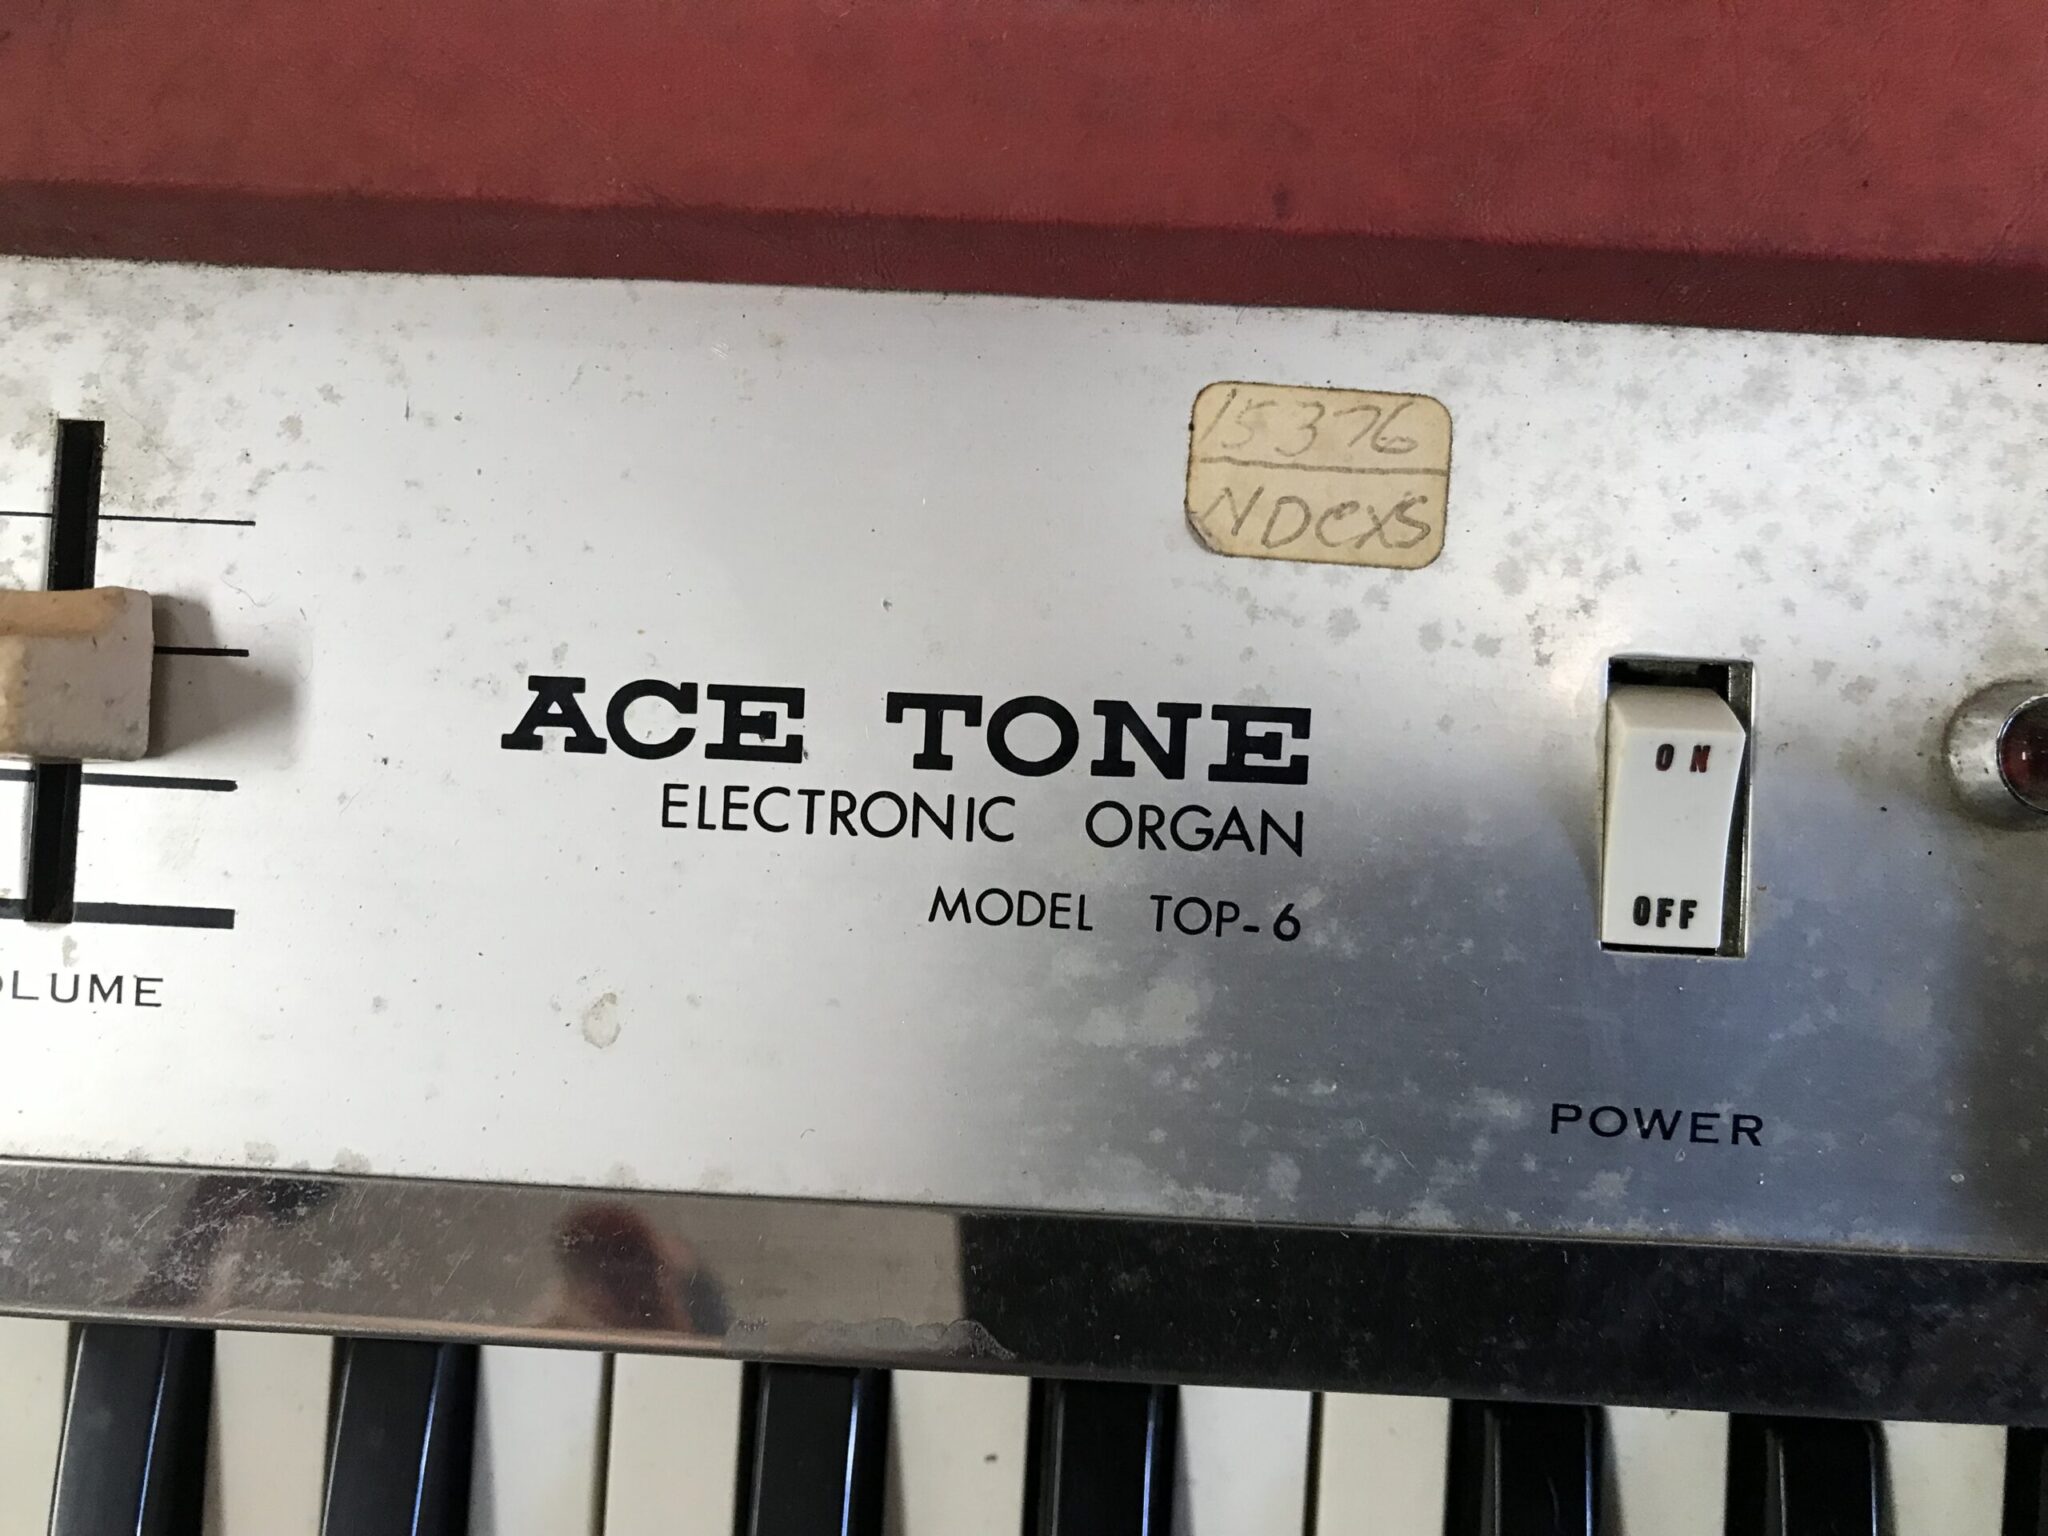 15376
NDCXS
ACE TONE
ELECTRONIC ORGAN
MODEL TOP-6
ON
OFF
OLUME
POWER